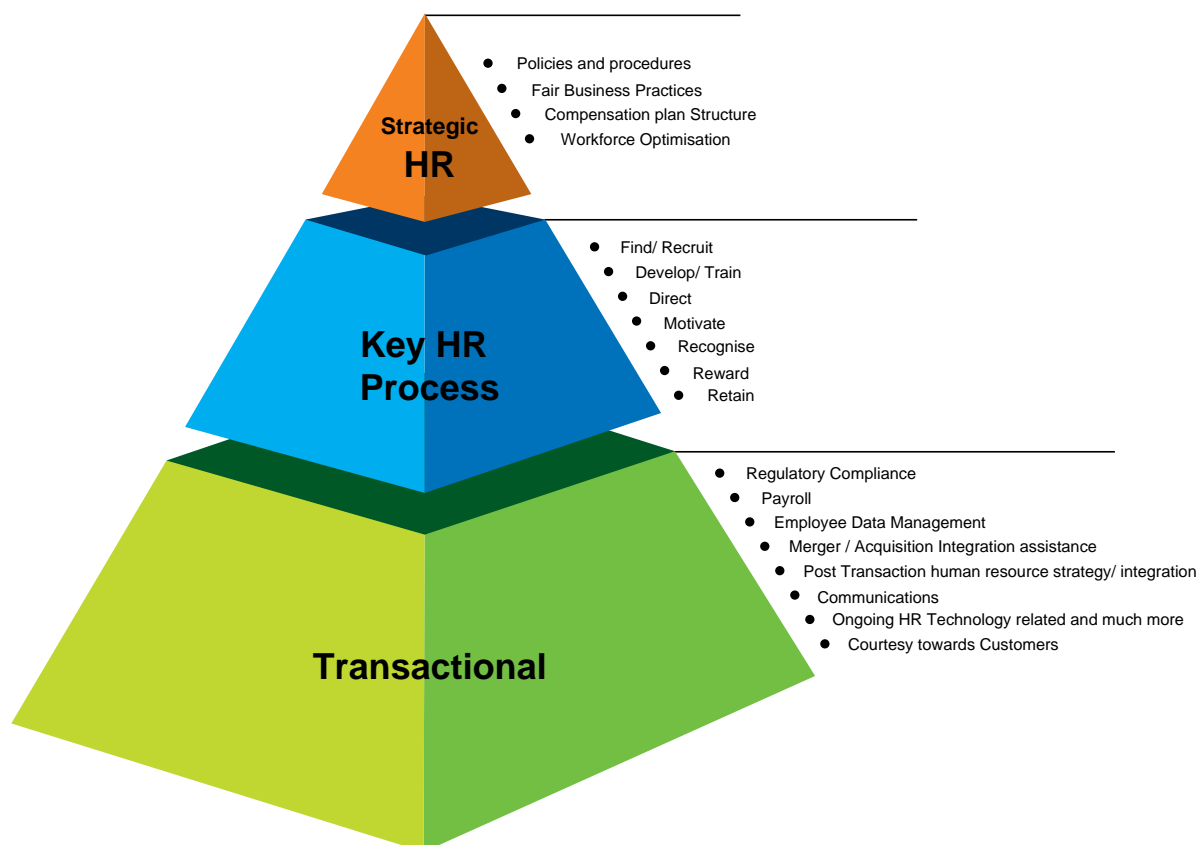 Policies and procedures
Fair Business Practices
Compensation plan Structure
Workforce Optimisation
Strategic
HR
Find/ Recruit
Develop/ Train
Direct
Motivate
Recognise
Reward
Retain
Key HR
Process
Regulatory Compliance
Payroll
Employee Data Management
Merger / Acquisition Integration assistance
Post Transaction human resource strategy/ integration
Communications
Ongoing HR Technology related and much more
Courtesy towards Customers
Transactional